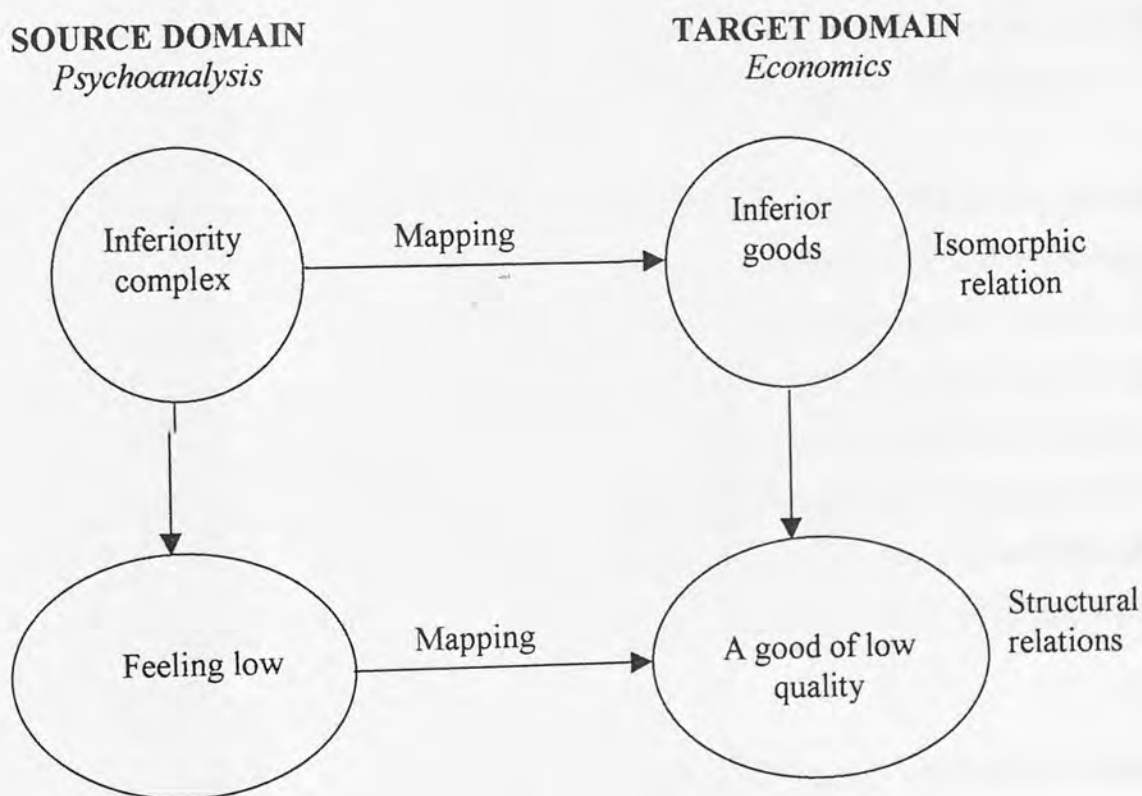 SOURCE DOMAIN
Psychoanalysis
TARGET DOMAIN
Economics
Inferiority
complex
Mapping
Inferior
goods
Isomorphic
relation
Feeling low
Mapping
A good of low
quality
Structural
relations